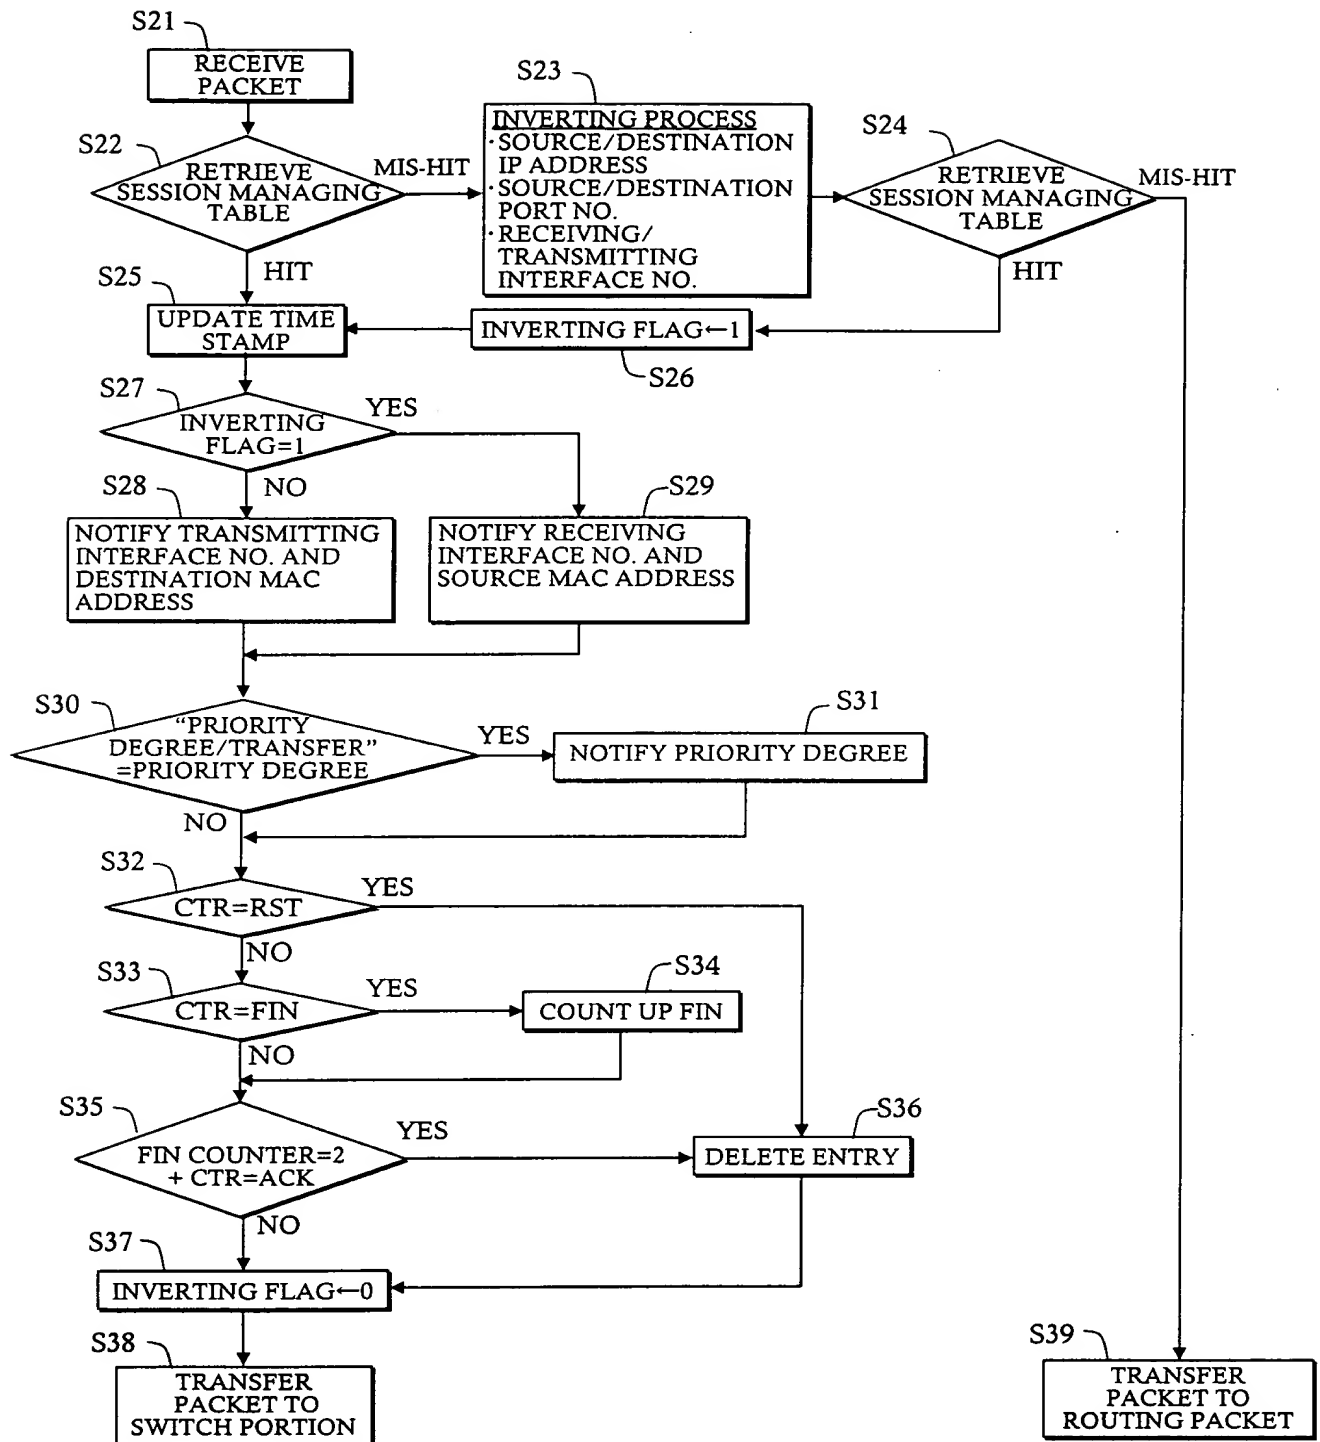 S21
RECEIVE
PACKET
S22
RETRIEVE
SESSION MANAGING
TABLE
MIS-HIT
HIT
S23
INVERTING PROCESS
·SOURCE/DESTINATION
IP ADDRESS
·SOURCE/DESTINATION
PORT NO.
·RECEIVING/
TRANSMITTING
INTERFACE NO.
S24
RETRIEVE
SESSION MANAGING
TABLE
MIS-HIT
HIT
S25
UPDATE TIME
STAMP
INVERTING FLAG←1
S26
S27
INVERTING
FLAG=1
YES
NO
S28
NOTIFY TRANSMITTING
INTERFACE NO. AND
DESTINATION MAC
ADDRESS
S29
NOTIFY RECEIVING
INTERFACE NO. AND
SOURCE MAC ADDRESS
S30
“PRIORITY
DEGREE/TRANSFER”
=PRIORITY DEGREE
YES
NO
S31
NOTIFY PRIORITY DEGREE
S32
CTR=RST
YES
NO
S33
CTR=FIN
YES
NO
S34
COUNT UP FIN
S35
FIN COUNTER=2
+ CTR=ACK
YES
NO
S36
DELETE ENTRY
S37
INVERTING FLAG←0
S38
TRANSFER
PACKET TO
SWITCH PORTION
S39
TRANSFER
PACKET TO
ROUTING PACKET